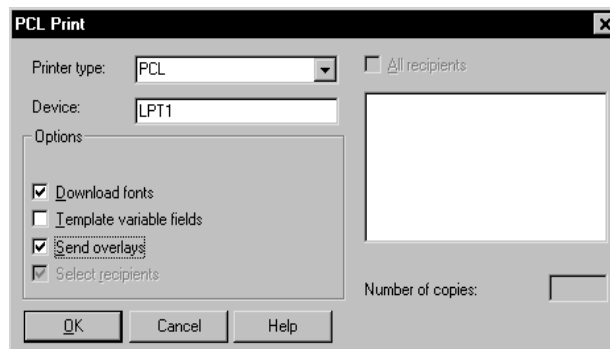 PCL Print
Printer type:
PCL
Device:
LPT1
Options
Download fonts
Template variable fields
Send overlays
Select recipients
OK
Cancel
Help
All recipients
Number of copies: